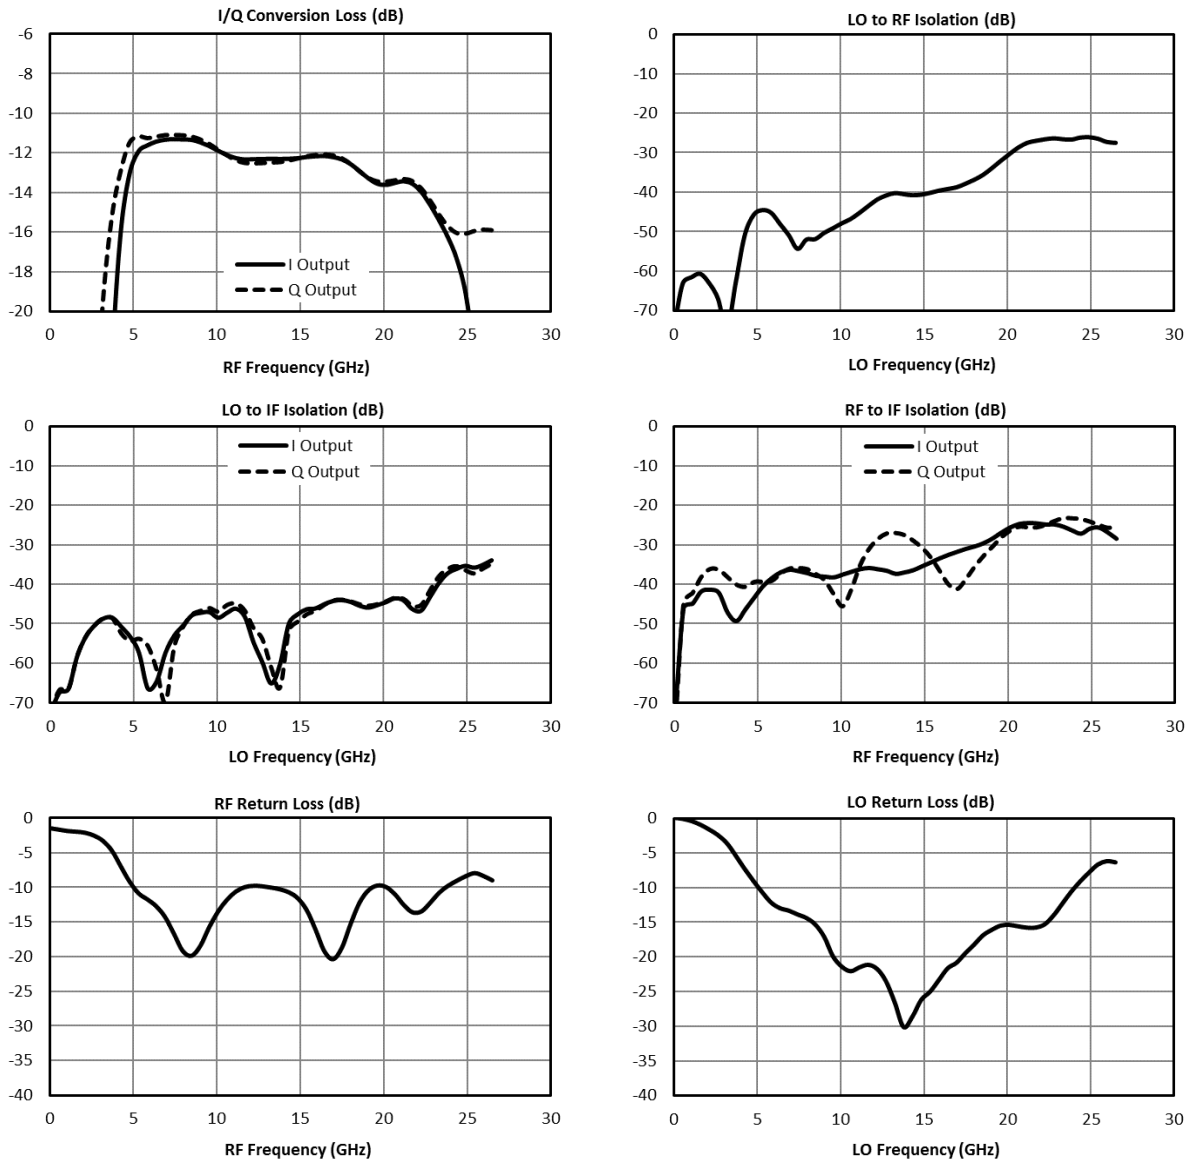 I/Q Conversion Loss (dB)
-6
-8
-10
-12
-14
-16
-18
-20
I Output
Q Output
0 5 10 15 20 25 30
RF Frequency (GHz)
LO to RF Isolation (dB)
0
-10
-20
-30
-40
-50
-60
-70
0 5 10 15 20 25 30
LO Frequency (GHz)
LO to IF Isolation (dB)
0
-10
-20
-30
-40
-50
-60
-70
I Output
Q Output
0 5 10 15 20 25 30
LO Frequency (GHz)
RF to IF Isolation (dB)
0
-10
-20
-30
-40
-50
-60
-70
I Output
Q Output
0 5 10 15 20 25 30
RF Frequency (GHz)
RF Return Loss (dB)
0
-5
-10
-15
-20
-25
-30
-35
-40
0 5 10 15 20 25 30
RF Frequency (GHz)
LO Return Loss (dB)
0
-5
-10
-15
-20
-25
-30
-35
-40
0 5 10 15 20 25 30
LO Frequency (GHz)